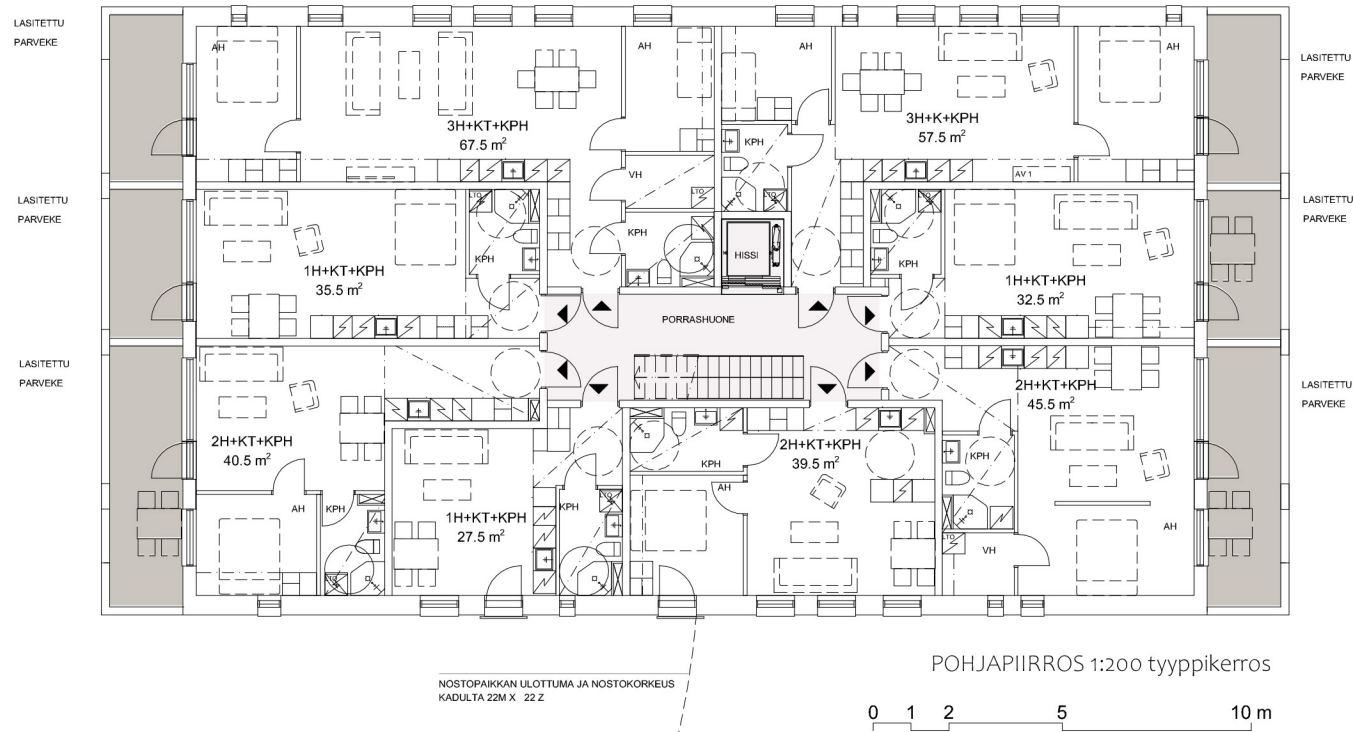 LASITETTU
PARVEKE
AH
3H+KT+KPH
67.5 m²
AH
VH
LTO
KPH
AH
KPH
LTO
3H+K+KPH
57.5 m²
AV 1
AH
LASITETTU
PARVEKE
LASITETTU
PARVEKE
1H+KT+KPH
35.5 m²
LTO
KPH
HISSI
PORRASHUONE
LTO
KPH
1H+KT+KPH
32.5 m²
LASITETTU
PARVEKE
LASITETTU
PARVEKE
2H+KT+KPH
40.5 m²
AH
KPH
LTO
1H+KT+KPH
27.5 m²
KPH
LTO
KPH
AH
2H+KT+KPH
39.5 m²
2H+KT+KPH
45.5 m²
KPH
LTO
VH
AH
LASITETTU
PARVEKE
NOSTOPAIKKAN ULOTTUMA JA NOSTOKORKEUS
KADULTA 22M X 22 Z
POHJAPIIRROS 1:200 tyyppikerros
0 1 2 5 10 m